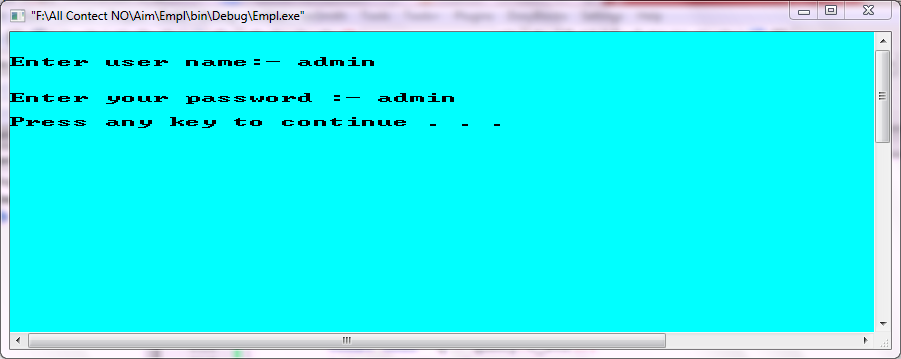 "F:\All Contect NO\Aim\Empl\bin\Debug\Empl.exe"
Enter user name:- admin
Enter your password :- admin
Press any key to continue . . .